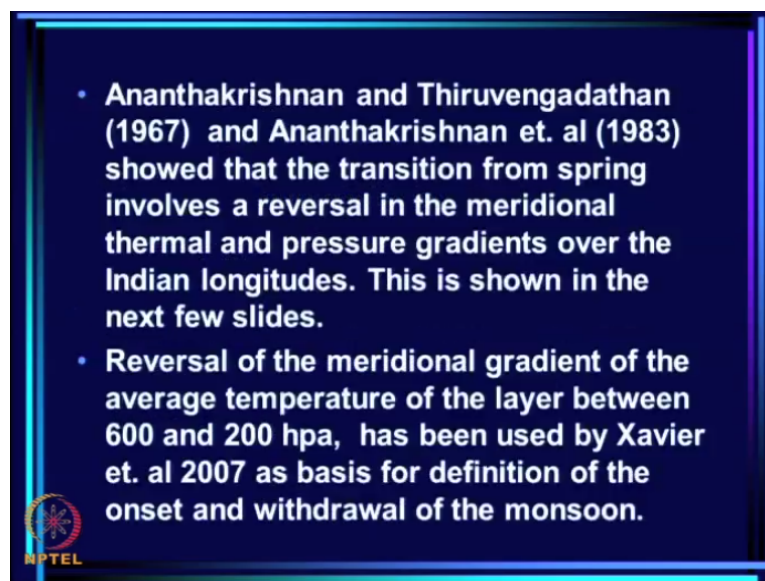 • Ananthakrishnan and Thiruvengadathan
(1967) and Ananthakrishnan et. al (1983)
showed that the transition from spring
involves a reversal in the meridional
thermal and pressure gradients over the
Indian longitudes. This is shown in the
next few slides.
• Reversal of the meridional gradient of the
average temperature of the layer between
600 and 200 hpa, has been used by Xavier
et. al 2007 as basis for definition of the
onset and withdrawal of the monsoon.
NPTEL